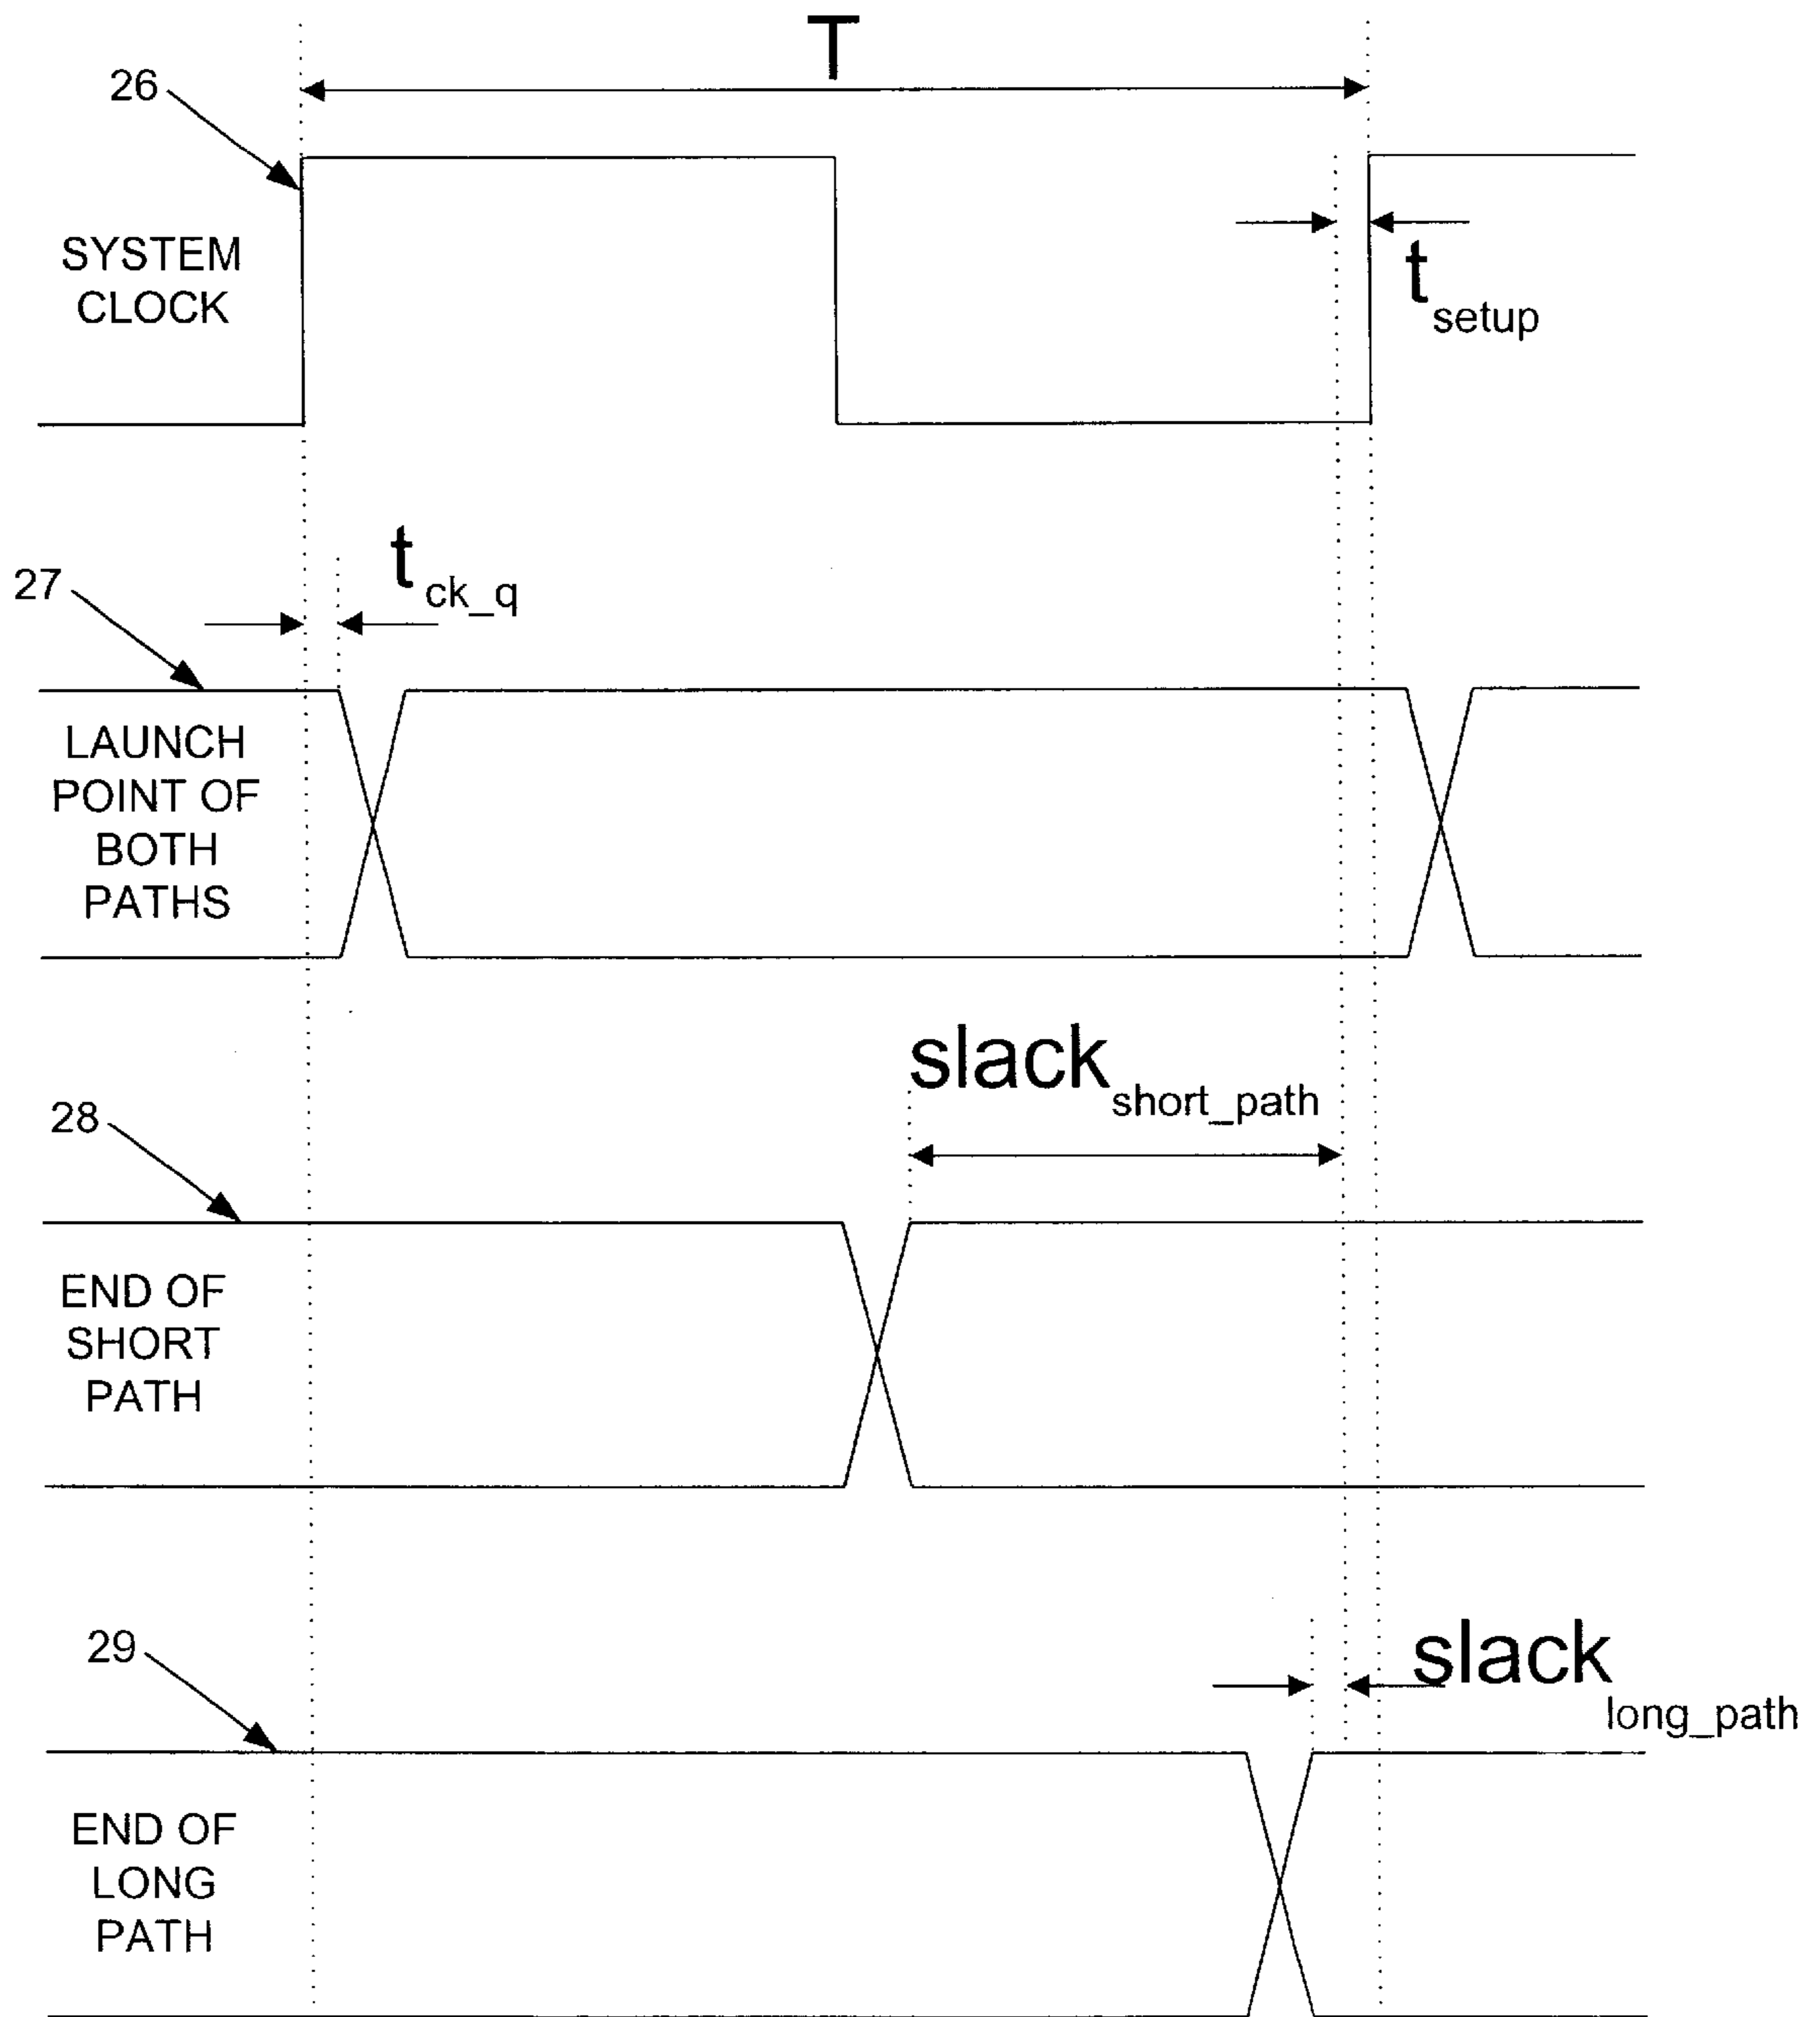 T
26
SYSTEM
CLOCK
t setup
t ck_q
27
LAUNCH
POINT OF
BOTH
PATHS
slack short_path
28
END OF
SHORT
PATH
29
slack long_path
END OF
LONG
PATH